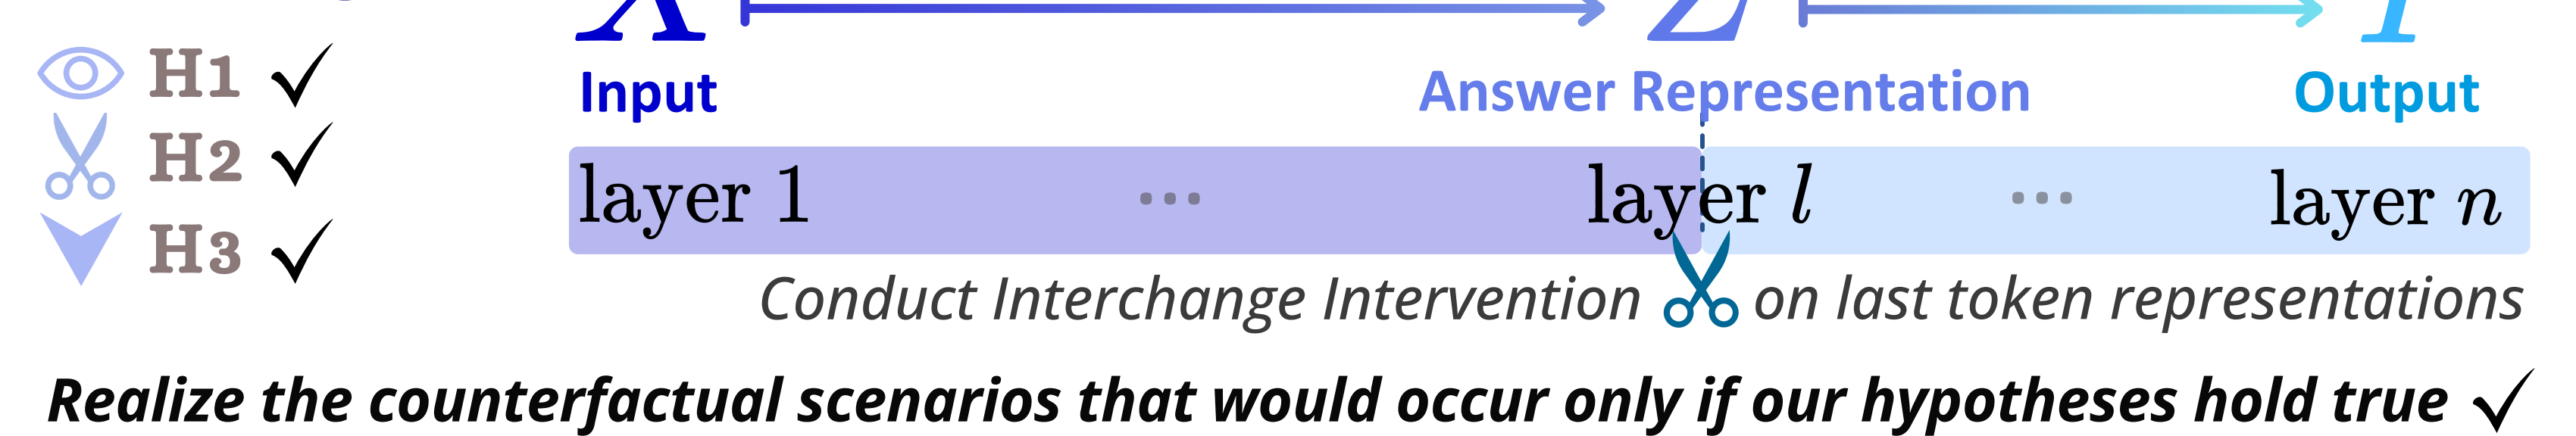 X Z Y
H1 ✓
Input Answer Representation Output
H2 ✓
layer 1 ... layer l ... layer n
H3 ✓
Conduct Interchange Intervention on last token representations
Realize the counterfactual scenarios that would occur only if our hypotheses hold true ✓